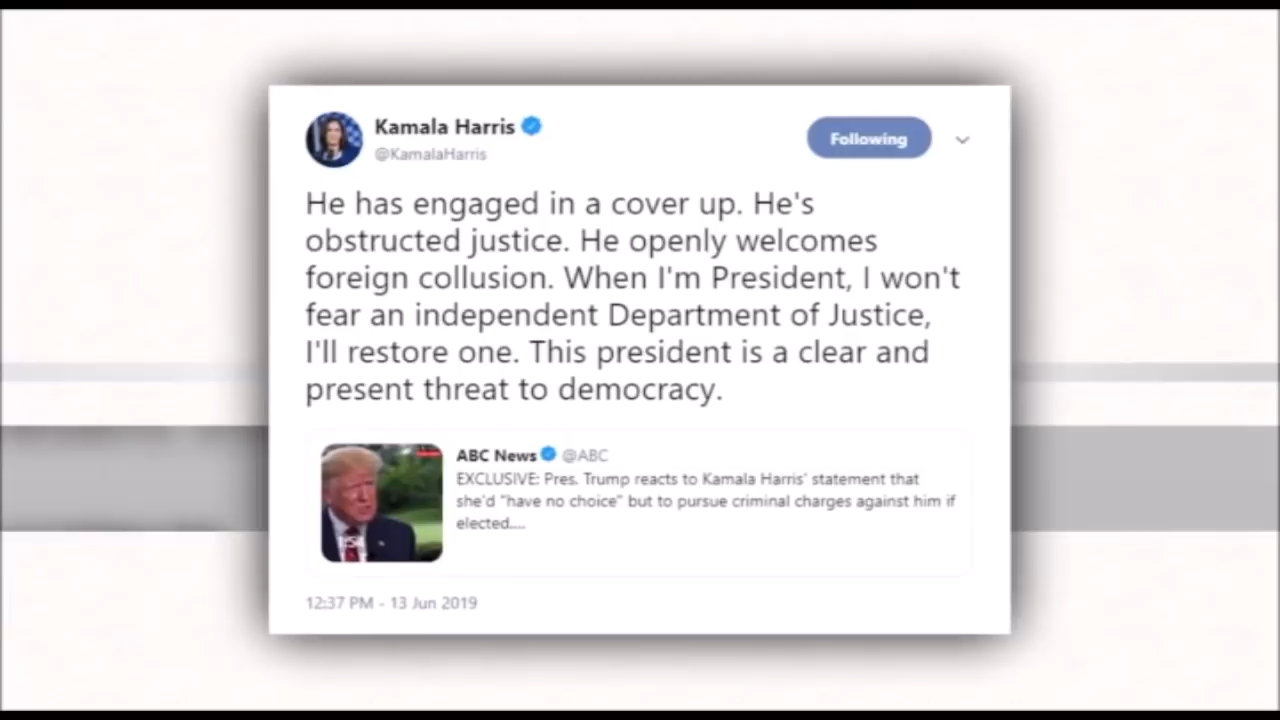 Kamala Harris
@KamalaHarris
Following
He has engaged in a cover up. He's
obstructed justice. He openly welcomes
foreign collusion. When I'm President, I won't
fear an independent Department of Justice,
I'll restore one. This president is a clear and
present threat to democracy.
ABC News @ABC
EXCLUSIVE: Pres. Trump reacts to Kamala Harris' statement that
she'd "have no choice" but to pursue criminal charges against him if
elected....
12:37 PM - 13 Jun 2019